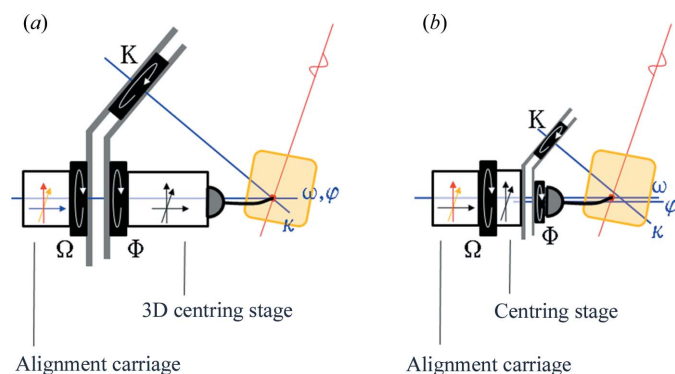 (a)
K
ω,φ
κ
Ω
Φ
3D centring stage
Alignment carriage
(b)
K
ω
φ
κ
Ω
Φ
Centring stage
Alignment carriage